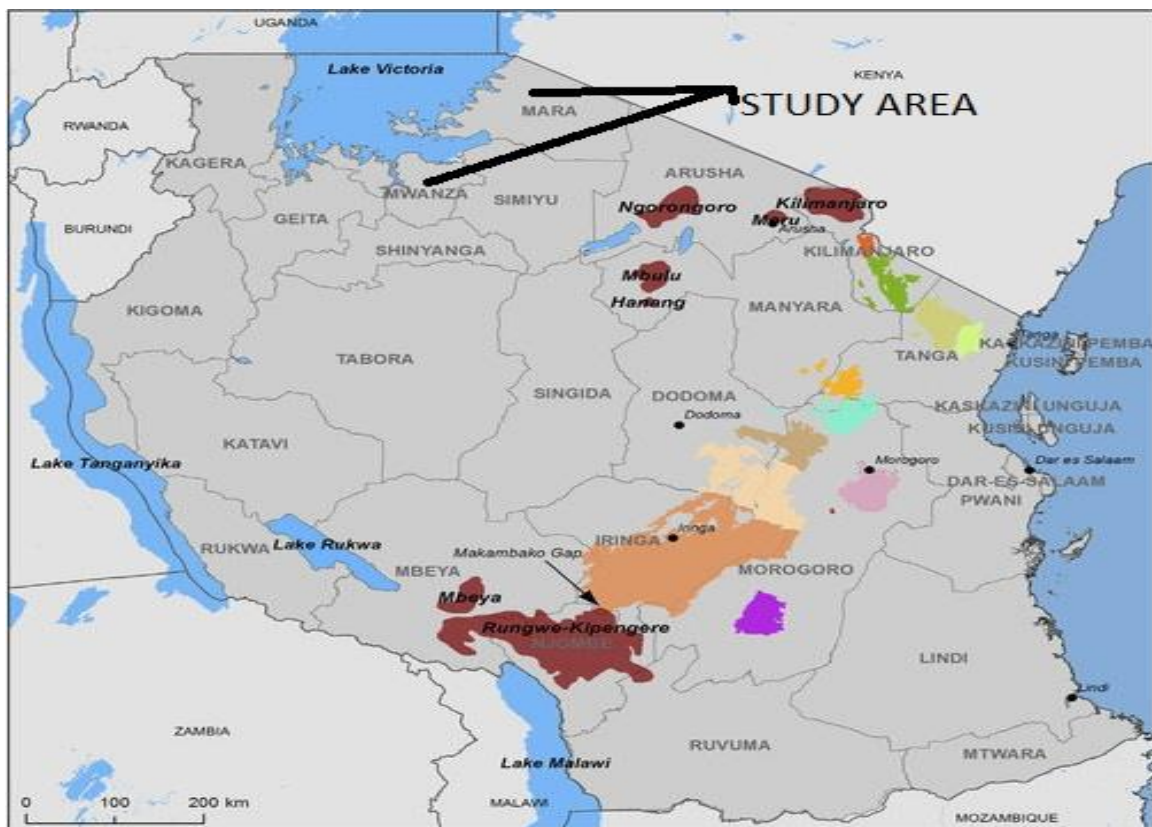 UGANDA
Lake Victoria
KENYA
MARA
STUDY AREA
RWANDA
KAGERA
ARUSHA
MWANZA
SIMIYU
Ngorongoro
Kilimanjaro
Meru
Arusha
GEITA
BURUNDI
SHINYANGA
KILIMANJARO
Mbulu
Hanang
MANYARA
KIGOMA
TABORA
TANGA
Tanga
KASKAZINI PEMBA
KUSINI PEMBA
SINGIDA
DODOMA
Dodoma
KASKAZINI UNGUJA
KUSINI UNGUJA
KATAVI
Lake Tanganyika
Morogoro
Dar es Salaam
DAR-ES-SALAAM
PWANI
RUKWA
Lake Rukwa
IRINGA
Iringa
Makambako Gap
MBEYA
MOROGORO
Mbeya
Rungwe-Kipengere
NJOMBE
LINDI
Lindi
ZAMBIA
RUVUMA
MTWARA
Lake Malawi
MALAWI
MOZAMBIQUE
0 100 200 km